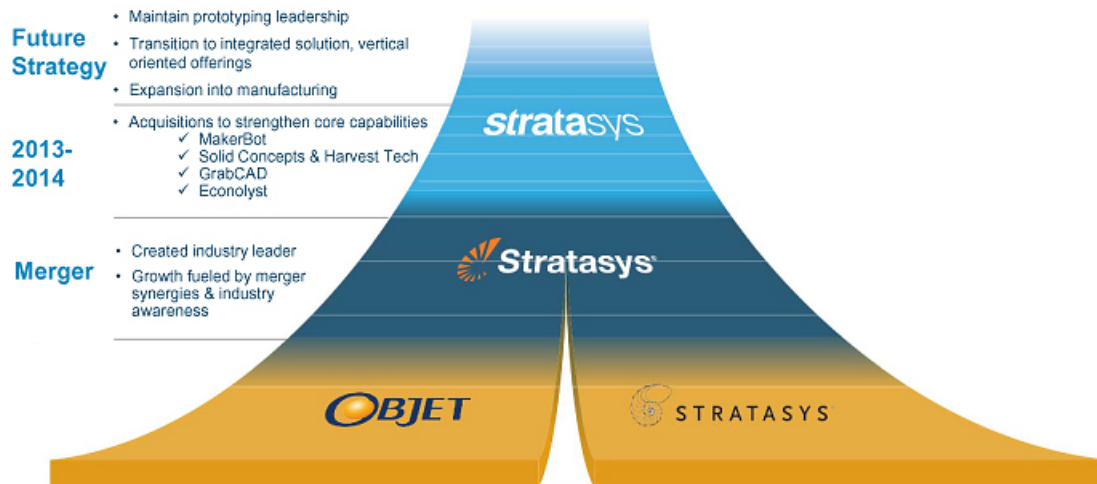 Future
Strategy
• Maintain prototyping leadership
• Transition to integrated solution, vertical
oriented offerings
• Expansion into manufacturing
2013-
2014
• Acquisitions to strengthen core capabilities
✓ MakerBot
✓ Solid Concepts & Harvest Tech
✓ GrabCAD
✓ Econolyst
stratasys
Merger
• Created industry leader
• Growth fueled by merger
synergies & industry
awareness
Stratasys®
OBJET
STRATASYS